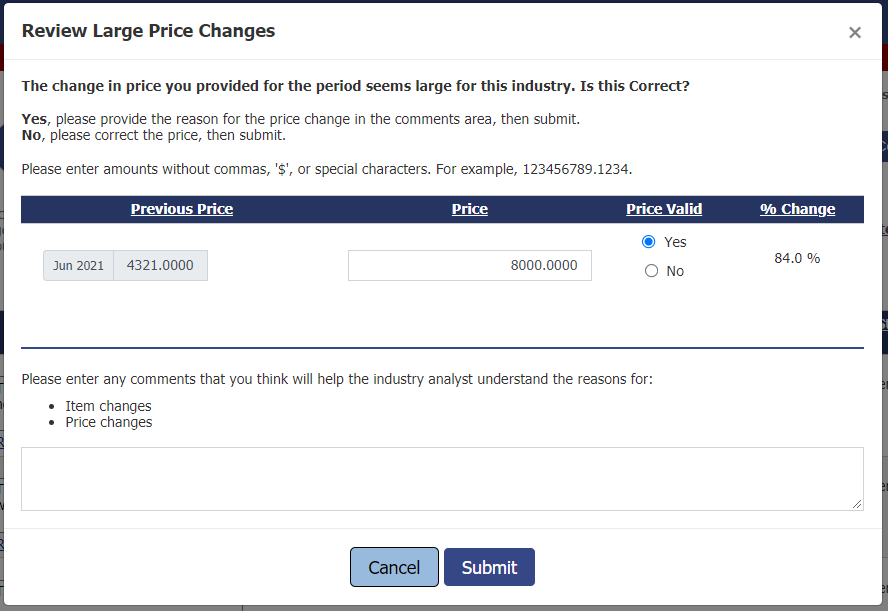 Review Large Price Changes
×
The change in price you provided for the period seems large for this industry. Is this Correct?
Yes, please provide the reason for the price change in the comments area, then submit.
No, please correct the price, then submit.
Please enter amounts without commas, '$', or special characters. For example, 123456789.1234.
Previous Price Price Price Valid % Change
Jun 2021 4321.0000 8000.0000 Yes 84.0 %
No
Please enter any comments that you think will help the industry analyst understand the reasons for:
• Item changes
• Price changes
Cancel Submit